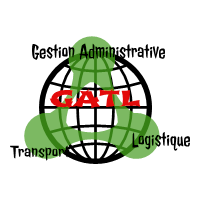 Gestion Administrative
GATL
Logistique
Transport